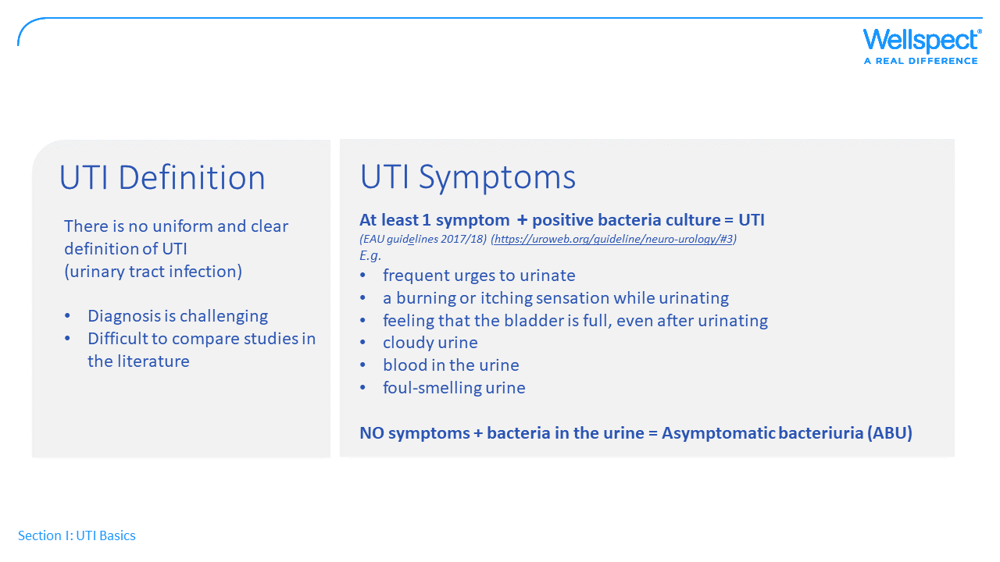 Wellspect®
A REAL DIFFERENCE
UTI Definition
There is no uniform and clear
definition of UTI
(urinary tract infection)
• Diagnosis is challenging
• Difficult to compare studies in
the literature
UTI Symptoms
At least 1 symptom + positive bacteria culture = UTI
(EAU guidelines 2017/18) (https://uroweb.org/guideline/neuro-urology/#3)
E.g.
• frequent urges to urinate
• a burning or itching sensation while urinating
• feeling that the bladder is full, even after urinating
• cloudy urine
• blood in the urine
• foul-smelling urine
NO symptoms + bacteria in the urine = Asymptomatic bacteriuria (ABU)
Section I: UTI Basics